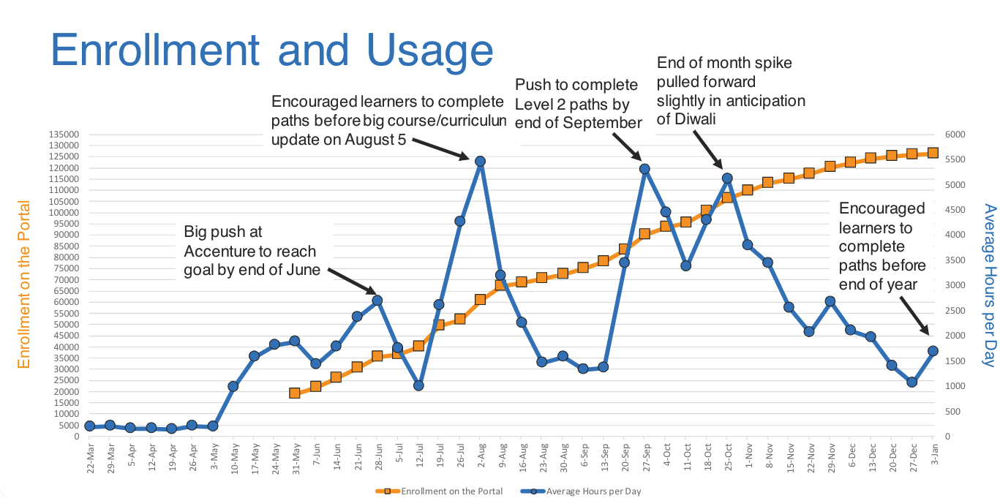 Enrollment and Usage
End of month spike
pulled forward
slightly in anticipation
of Diwali
Push to complete
Level 2 paths by
end of September
Encouraged learners to complete
paths before big course/curriculun
update on August 5
Big push at
Accenture to reach
goal by end of June
Encouraged
learners to
complete
paths before
end of year
Enrollment on the Portal
135000
130000
125000
120000
115000
110000
105000
100000
95000
90000
85000
80000
75000
70000
65000
60000
55000
50000
45000
40000
35000
30000
25000
20000
15000
10000
5000
0
6000
5500
5000
4500
4000
3500
3000
2500
2000
1500
1000
500
0
Average Hours per Day
22-Mar
29-Mar
5-Apr
12-Apr
19-Apr
26-Apr
3-May
10-May
17-May
24-May
31-May
7-Jun
14-Jun
21-Jun
28-Jun
5-Jul
12-Jul
19-Jul
26-Jul
2-Aug
9-Aug
16-Aug
23-Aug
30-Aug
6-Sep
13-Sep
20-Sep
27-Sep
4-Oct
11-Oct
18-Oct
25-Oct
1-Nov
8-Nov
15-Nov
22-Nov
29-Nov
6-Dec
13-Dec
20-Dec
27-Dec
3-Jan
Enrollment on the Portal
Average Hours per Day